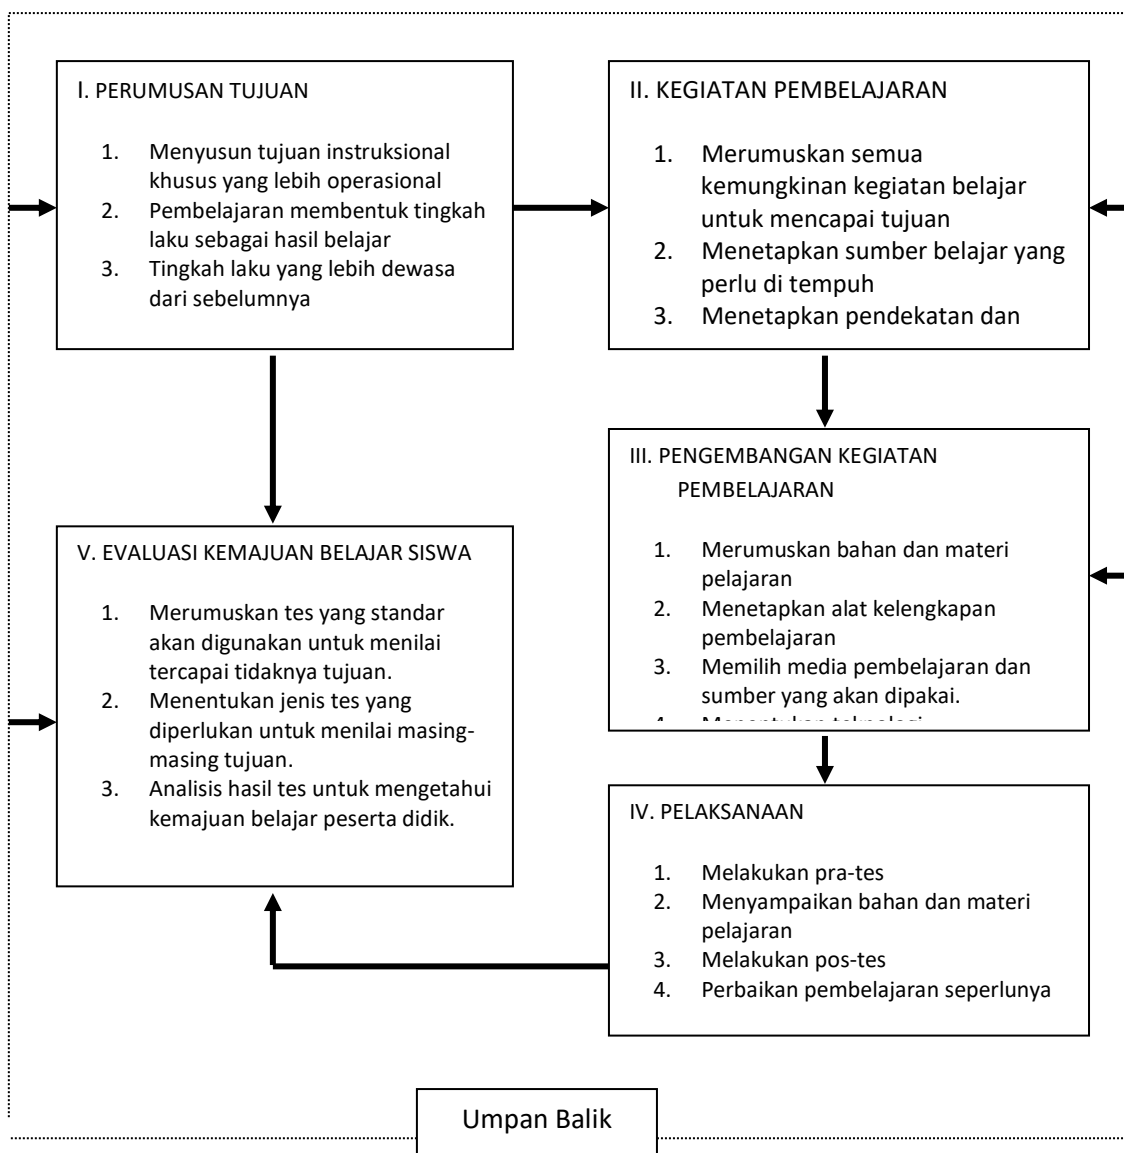 I. PERUMUSAN TUJUAN
1. Menyusun tujuan instruksional
khusus yang lebih operasional
2. Pembelajaran membentuk tingkah
laku sebagai hasil belajar
3. Tingkah laku yang lebih dewasa
dari sebelumnya
II. KEGIATAN PEMBELAJARAN
1. Merumuskan semua
kemungkinan kegiatan belajar
untuk mencapai tujuan
2. Menetapkan sumber belajar yang
perlu di tempuh
3. Menetapkan pendekatan dan
III. PENGEMBANGAN KEGIATAN
PEMBELAJARAN
1. Merumuskan bahan dan materi
pelajaran
2. Menetapkan alat kelengkapan
pembelajaran
3. Memilih media pembelajaran dan
sumber yang akan dipakai.
4. Menentukan teknologi
IV. PELAKSANAAN
1. Melakukan pra-tes
2. Menyampaikan bahan dan materi
pelajaran
3. Melakukan pos-tes
4. Perbaikan pembelajaran seperlunya
V. EVALUASI KEMAJUAN BELAJAR SISWA
1. Merumuskan tes yang standar
akan digunakan untuk menilai
tercapai tidaknya tujuan.
2. Menentukan jenis tes yang
diperlukan untuk menilai masing-
masing tujuan.
3. Analisis hasil tes untuk mengetahui
kemajuan belajar peserta didik.
Umpan Balik